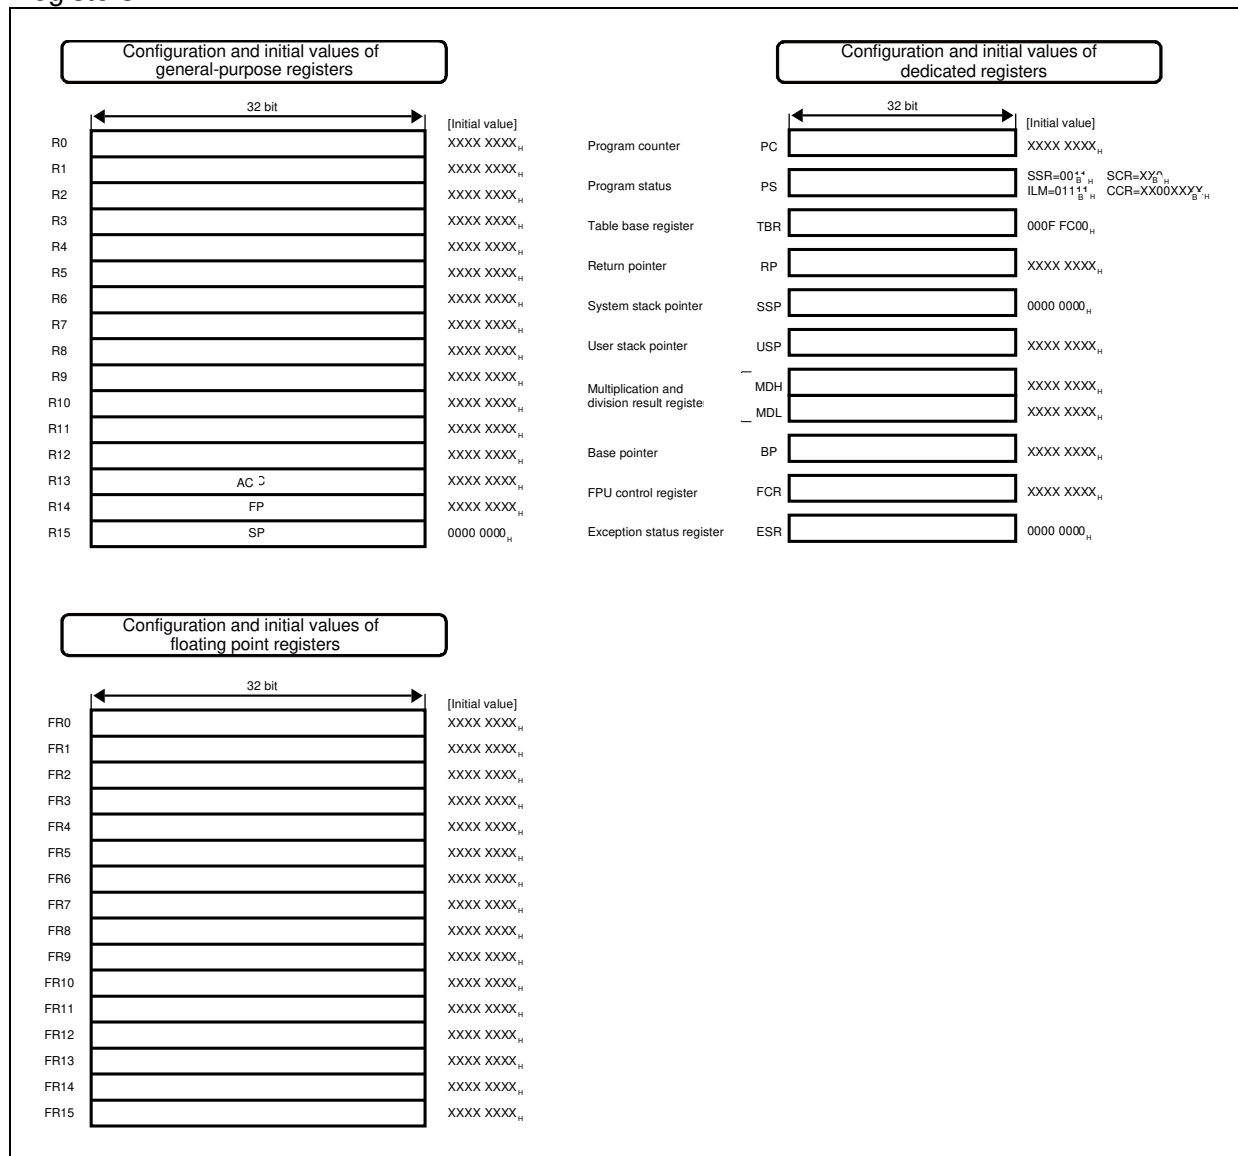 Configuration and initial values of
general-purpose registers
32 bit
[Initial value]
R0 XXXX XXXX H
R1 XXXX XXXX H
R2 XXXX XXXX H
R3 XXXX XXXX H
R4 XXXX XXXX H
R5 XXXX XXXX H
R6 XXXX XXXX H
R7 XXXX XXXX H
R8 XXXX XXXX H
R9 XXXX XXXX H
R10 XXXX XXXX H
R11 XXXX XXXX H
R12 XXXX XXXX H
R13 AC C XXXX XXXX H
R14 FP XXXX XXXX H
R15 SP 0000 0000 H
Configuration and initial values of
dedicated registers
32 bit
[Initial value]
Program counter PC XXXX XXXX H
Program status PS
SSR=0011 B H SCR=XX0 B H
ILM=01111 B H CCR=XX00XXXX B H
Table base register TBR 000F FC00 H
Return pointer RP XXXX XXXX H
System stack pointer SSP 0000 0000 H
User stack pointer USP XXXX XXXX H
Multiplication and
division result registe
MDH XXXX XXXX H
MDL XXXX XXXX H
Base pointer BP XXXX XXXX H
FPU control register FCR XXXX XXXX H
Exception status register ESR 0000 0000 H
Configuration and initial values of
floating point registers
32 bit
[Initial value]
FR0 XXXX XXXX H
FR1 XXXX XXXX H
FR2 XXXX XXXX H
FR3 XXXX XXXX H
FR4 XXXX XXXX H
FR5 XXXX XXXX H
FR6 XXXX XXXX H
FR7 XXXX XXXX H
FR8 XXXX XXXX H
FR9 XXXX XXXX H
FR10 XXXX XXXX H
FR11 XXXX XXXX H
FR12 XXXX XXXX H
FR13 XXXX XXXX H
FR14 XXXX XXXX H
FR15 XXXX XXXX H